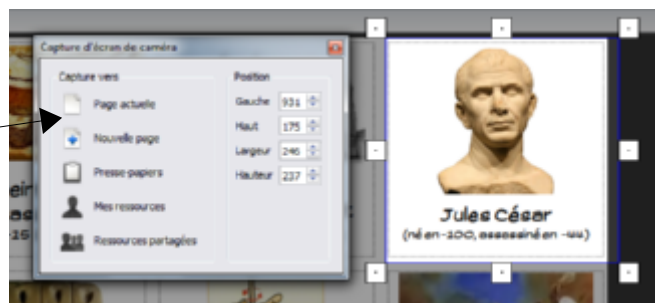 Capture d'écran de caméra
Capture vers
Page actuelle
Nouvelle page
Presse-papiers
Mes ressources
Ressources partagées
Position
Gauche 931
Haut 175
Largeur 246
Hauteur 237
Jules César
(né en -100, assassiné en -44)